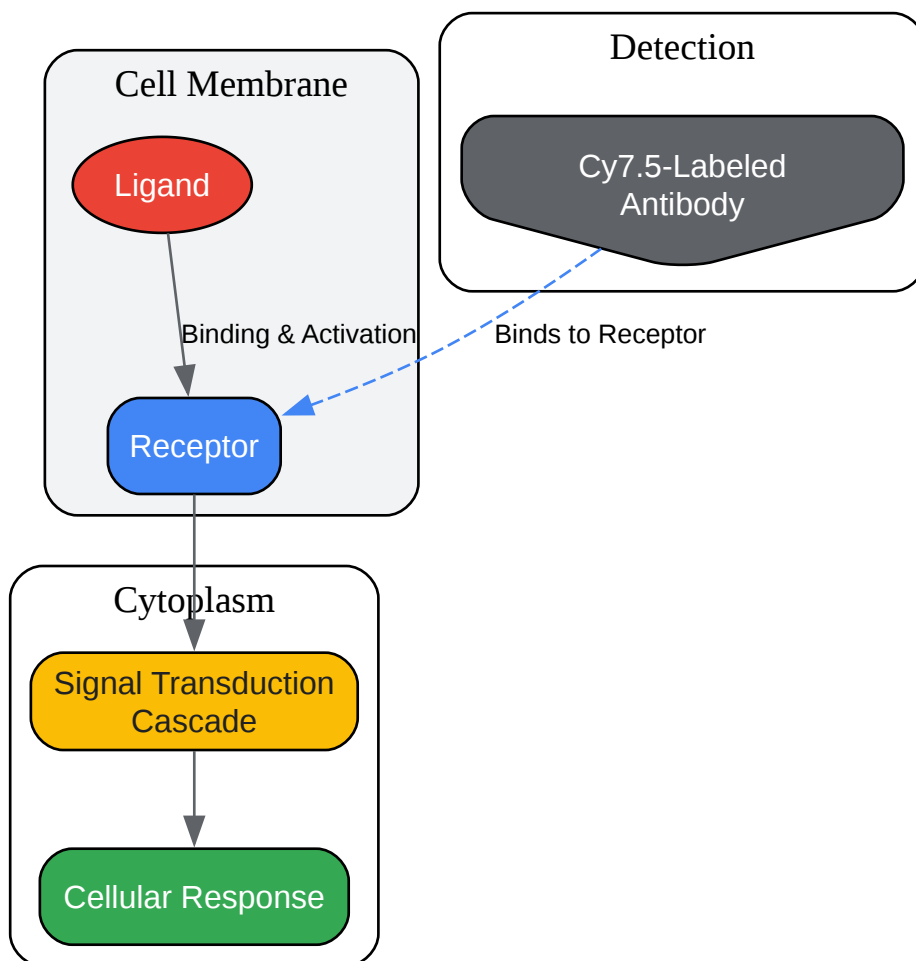 Detection
Cell Membrane
Cy7.5-Labeled
Antibody
Ligand
Binding & Activation
Binds to Receptor
Receptor
Cytoplasm
Signal Transduction
Cascade
Cellular Response